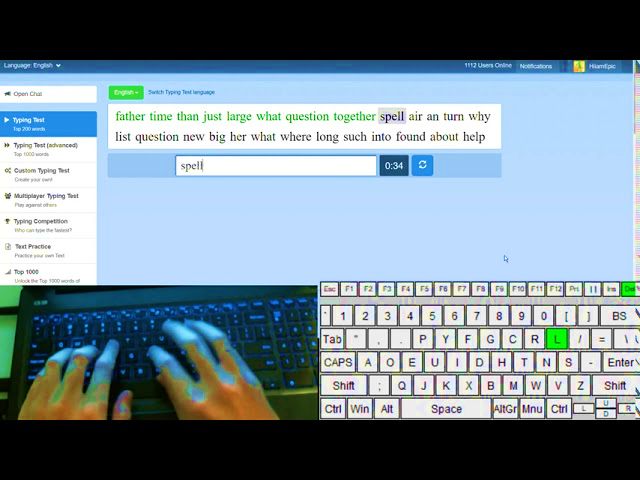 Language: English
1112 Users Online
Notifications
HilamEpic
Open Chat
English
Switch Typing Test language
Typing Test
Top 200 words
father time than just large what question together spell air an turn why
list question new big her what where long such into found about help
Typing Test (advanced)
Top 1000 words
spell
0:34
Custom Typing Test
Create your own!
Multiplayer Typing Test
Play against others
Typing Competition
Who can type the fastest?
Text Practice
Practice your own Text
Top 1000
Unlock the Top 1000 words of
Esc F1 F2 F3 F4 F5 F6 F7 F8 F9 F10 F11 F12 Prt || Ins Del
` 1 2 3 4 5 6 7 8 9 0 [ ] BS
Tab " , . P Y F G C R L / = \
CAPS A O E U I D H T N S - Enter
Shift ; Q J K X B M W V Z Shift
Ctrl Win Alt Space AltGr Mnu Ctrl L U D R